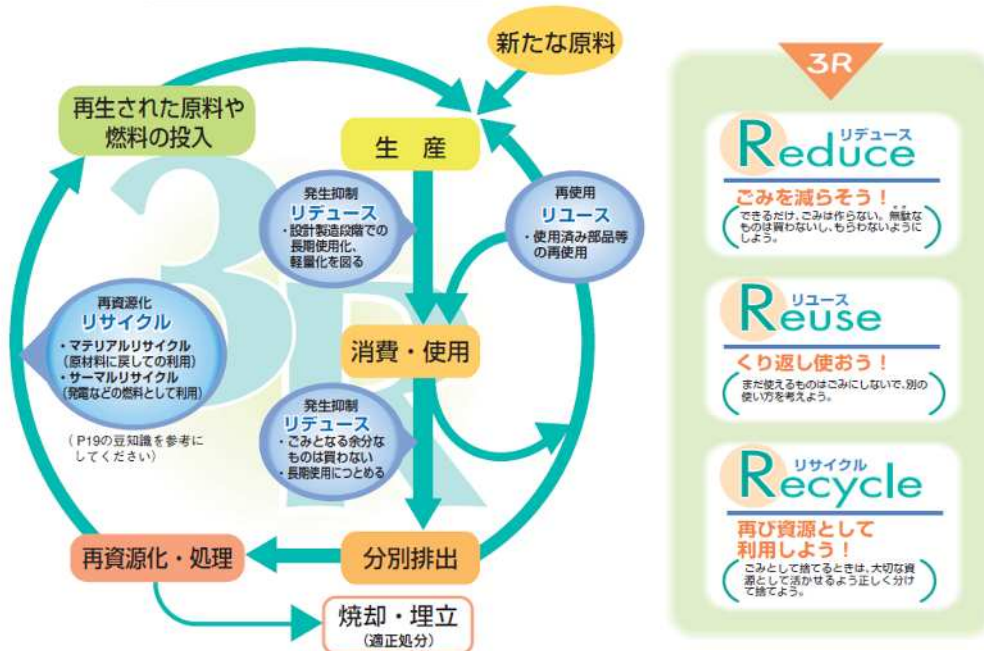 新たな原料
再生された原料や
燃料の投入
生 産
発生抑制
リデュース
・設計製造段階での
長期使用化、
軽量化を図る
再使用
リユース
・使用済み部品等
の再使用
再資源化
リサイクル
・マテリアルリサイクル
(原材料に戻しての利用)
・サーマルリサイクル
(発電などの燃料として利用)
(P19の豆知識を参考に
してください)
消費・使用
発生抑制
リデュース
・ごみとなる余分な
ものは買わない
・長期使用につとめる
再資源化・処理
分別排出
焼却・埋立
(適正処分)
3R
3R
リデュース
Reduce
ごみを減らそう!
(できるだけ、ごみは作らない。無駄な
ものは買わないし、もらわないように
しよう。)
リユース
Reuse
くり返し使おう!
(まだ使えるものはごみにしないで、別の
使い方を考えよう。)
リサイクル
Recycle
再び資源として
利用しよう!
(ごみとして捨てるときは、大切な資
源として活かせるよう正しく分け
て捨てよう。)